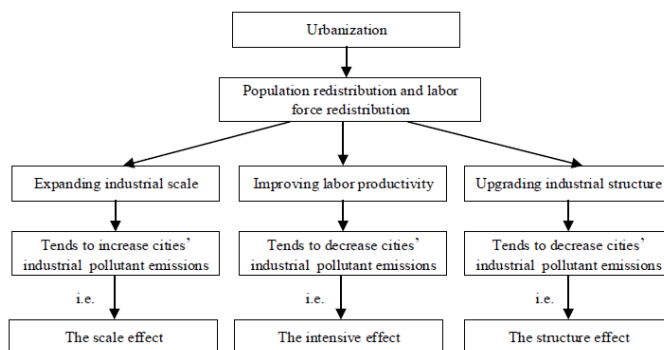 Urbanization
Population redistribution and labor
force redistribution
Expanding industrial scale
Improving labor productivity
Upgrading industrial structure
Tends to increase cities’
industrial pollutant emissions
Tends to decrease cities’
industrial pollutant emissions
Tends to decrease cities’
industrial pollutant emissions
i.e.
i.e.
i.e.
The scale effect
The intensive effect
The structure effect